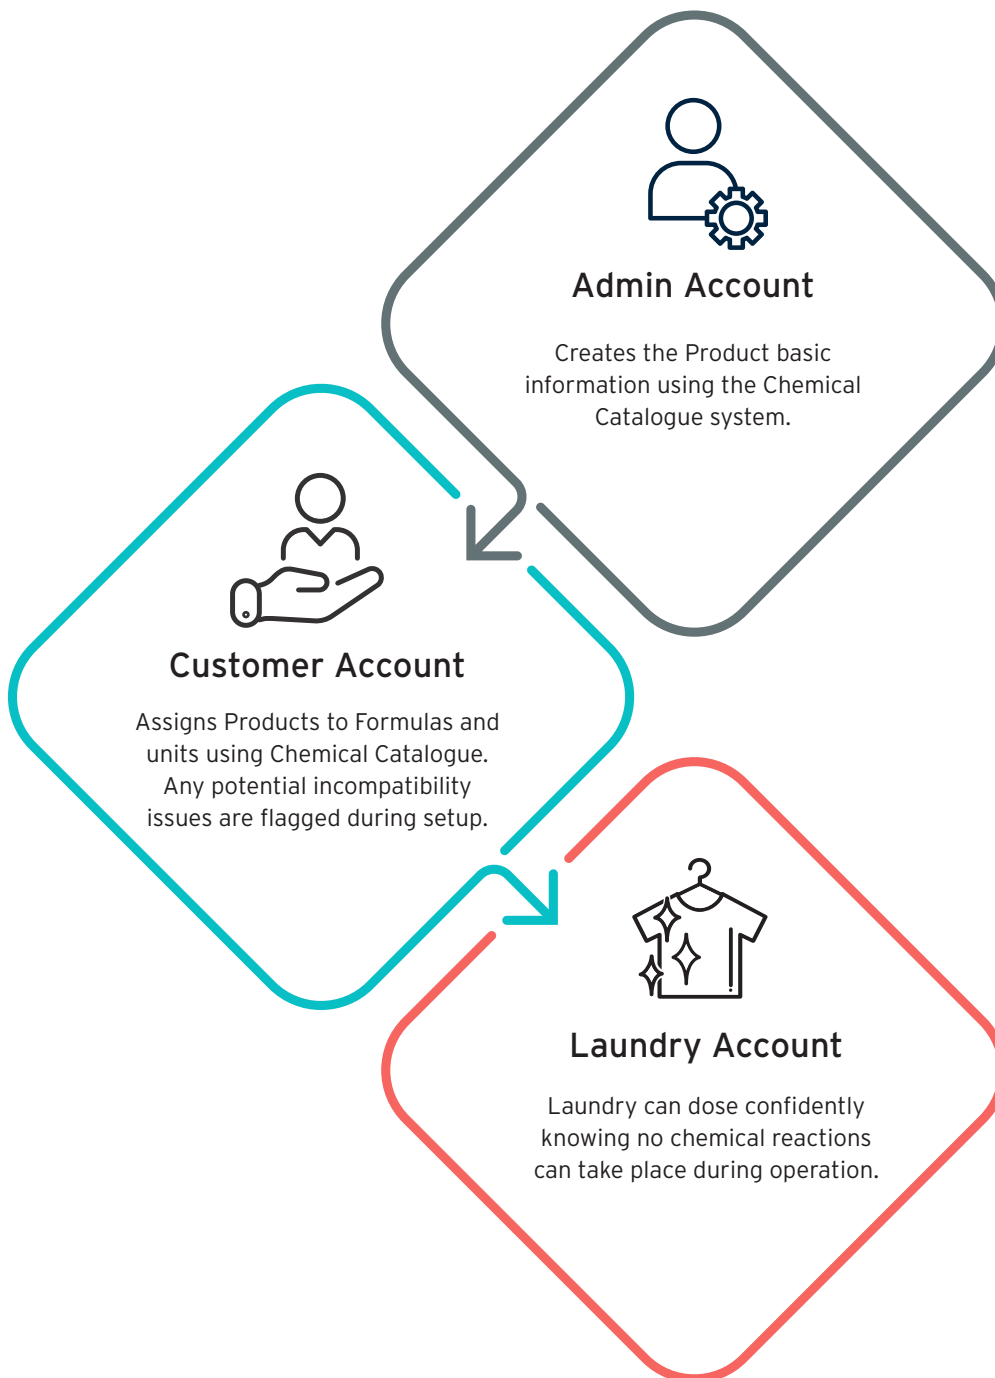 Admin Account
Creates the Product basic
information using the Chemical
Catalogue system.
Customer Account
Assigns Products to Formulas and
units using Chemical Catalogue.
Any potential incompatibility
issues are flagged during setup.
Laundry Account
Laundry can dose confidently
knowing no chemical reactions
can take place during operation.